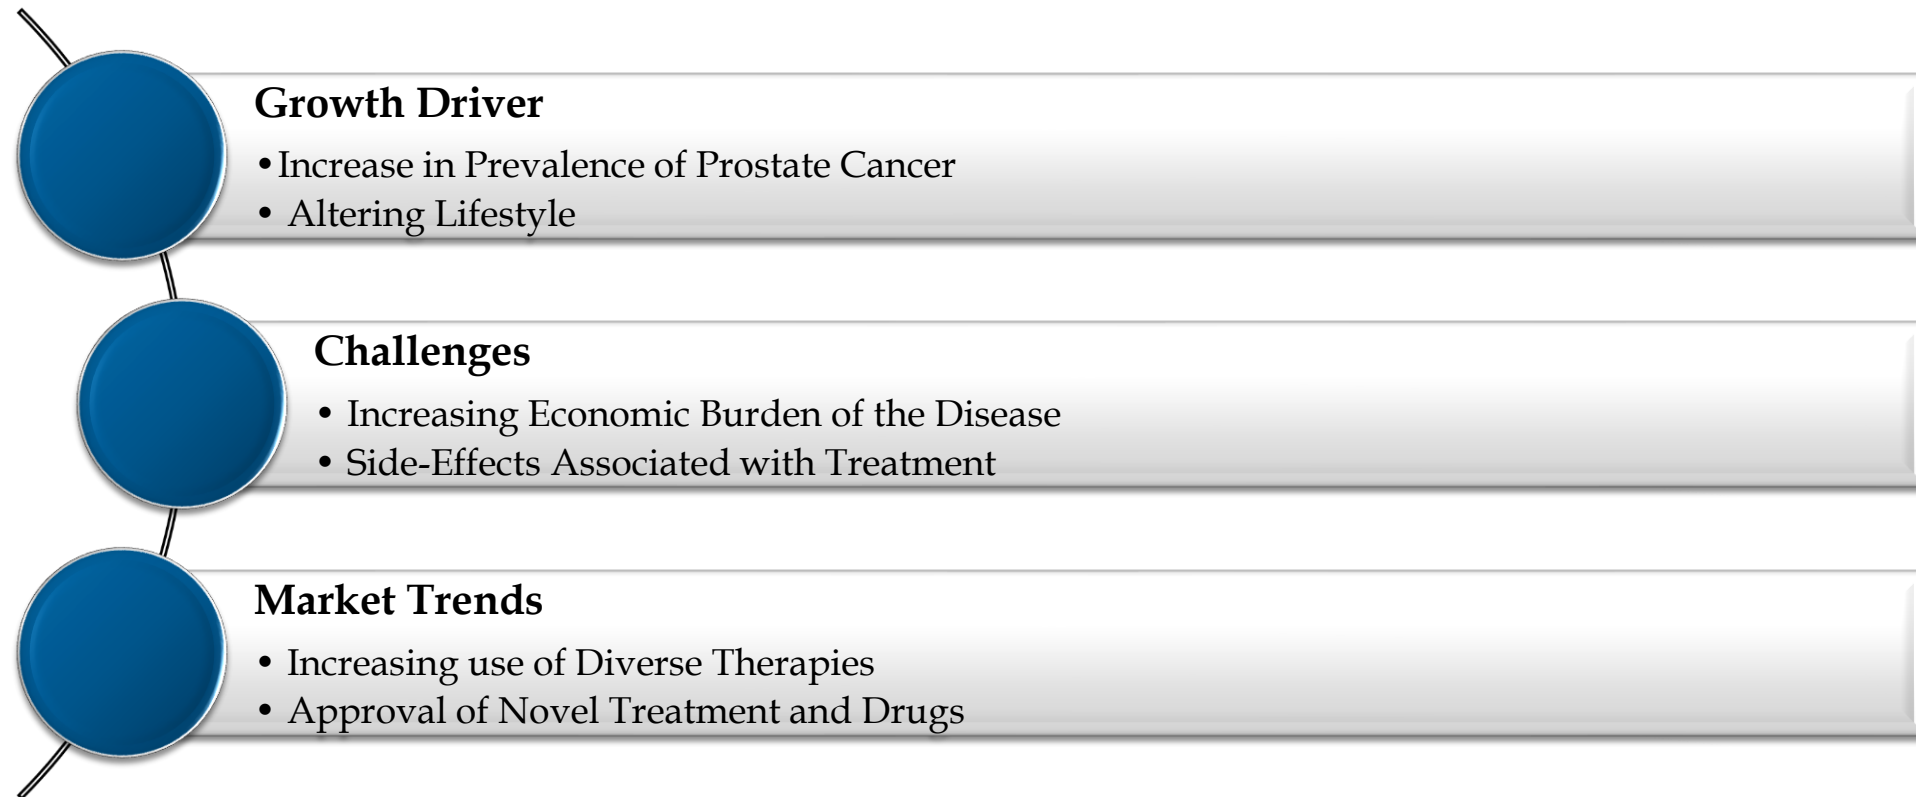 Growth Driver
•Increase in Prevalence of Prostate Cancer
• Altering Lifestyle
Challenges
• Increasing Economic Burden of the Disease
• Side-Effects Associated with Treatment
Market Trends
• Increasing use of Diverse Therapies
• Approval of Novel Treatment and Drugs